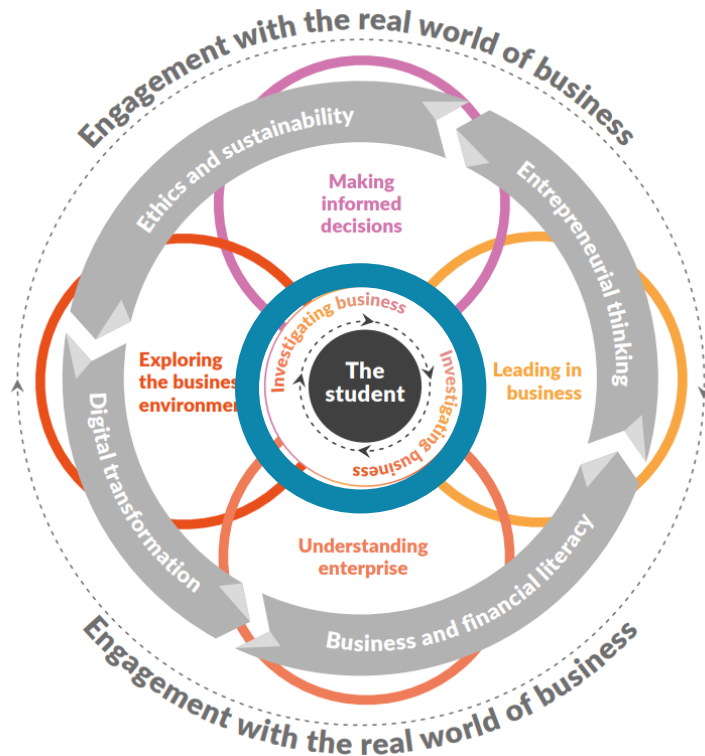 Engagement with the real world of business
Ethics and sustainability
Entrepreneurial thinking
Making
informed
decisions
Investigating business
Exploring
the busines
environmen
The
student
Investigating business
Leading in
business
Digital transformation
Understanding
enterprise
Business and financial literacy
Engagement with the real world of business